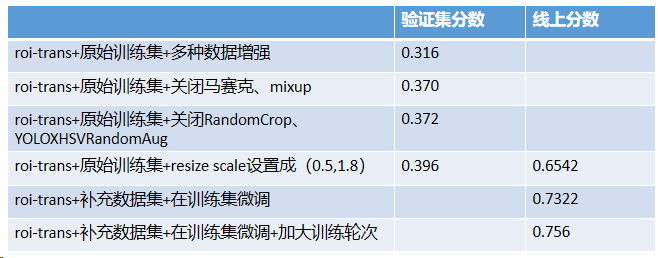 验证集分数 线上分数
roi-trans+原始训练集+多种数据增强 0.316
roi-trans+原始训练集+关闭马赛克、mixup 0.370
roi-trans+原始训练集+关闭RandomCrop、 0.372
YOLOXHSVRandomAug
roi-trans+原始训练集+resize scale设置成（0.5,1.8） 0.396 0.6542
roi-trans+补充数据集+在训练集微调 0.7322
roi-trans+补充数据集+在训练集微调+加大训练轮次 0.756